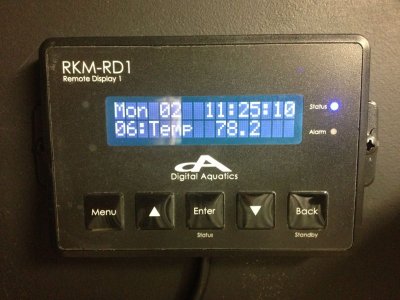 RKM-RD1
Remote Display 1
Mon 02 11:25:10
06:Temp 78.2
Status
Alarm
dA
Digital Aquatics
Menu
Enter
Back
Status
Standby